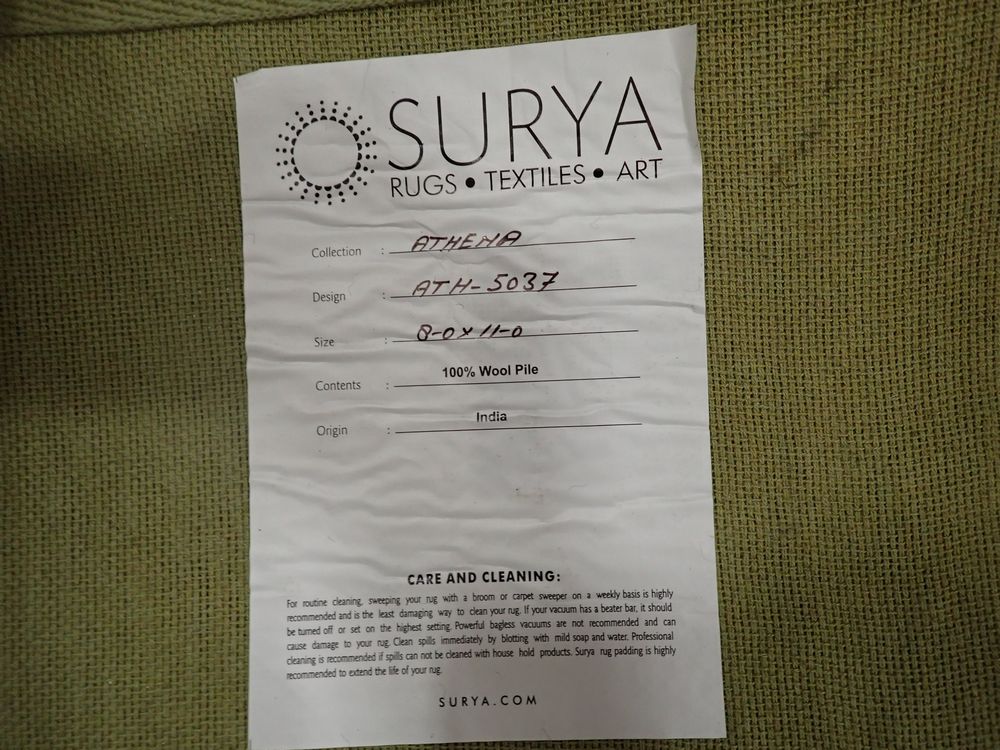 SURYA
RUGS • TEXTILES • ART
Collection : ATHENA
Design : ATH-5037
Size : 8-0 x 11-0
Contents : 100% Wool Pile
Origin : India
CARE AND CLEANING:
For routine cleaning, sweeping your rug with a broom or carpet sweeper on a weekly basis is highly
recommended and is the least damaging way to clean your rug. If your vacuum has a beater bar, it should
be turned off or set on the highest setting. Powerful bagless vacuums are not recommended and can
cause damage to your rug. Clean spills immediately by blotting with mild soap and water. Professional
cleaning is recommended if spills can not be cleaned with house hold products. Surya rug padding is highly
recommended to extend the life of your rug.
SURYA.COM